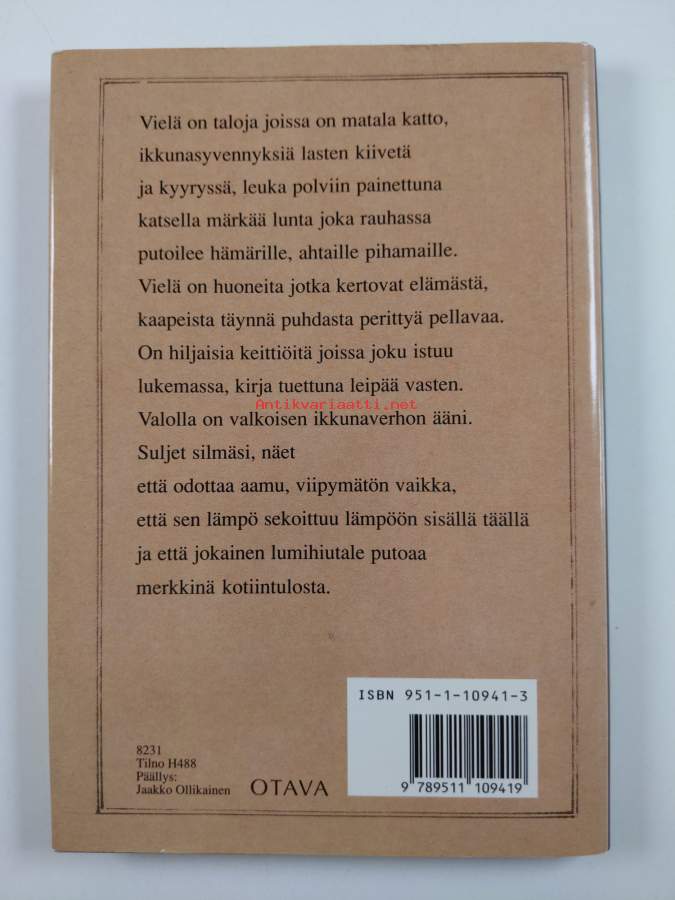 Vielä on taloja joissa on matala katto,
ikkunasyvennyksiä lasten kiivetä
ja kyyryssä, leuka polviin painettuna
katsella märkää lunta joka rauhassa
putoilee hämärille, ahtaille pihamaille.
Vielä on huoneita jotka kertovat elämästä,
kaapeista täynnä puhdasta perittyä pellavaa.
On hiljaisia keittiöitä joissa joku istuu
lukemassa, kirja tuettuna leipää vasten.
Antikvariaatti.net
Valolla on valkoisen ikkunaverhon ääni.
Suljet silmäsi, näet
että odottaa aamu, viipymätön vaikka,
että sen lämpö sekoittuu lämpöön sisällä täällä
ja että jokainen lumihiutale putoaa
merkkinä kotiintulosta.
ISBN 951-1-10941-3
8231
Tilno H488
Päällys:
Jaakko Ollikainen
OTAVA
9 789511 109419